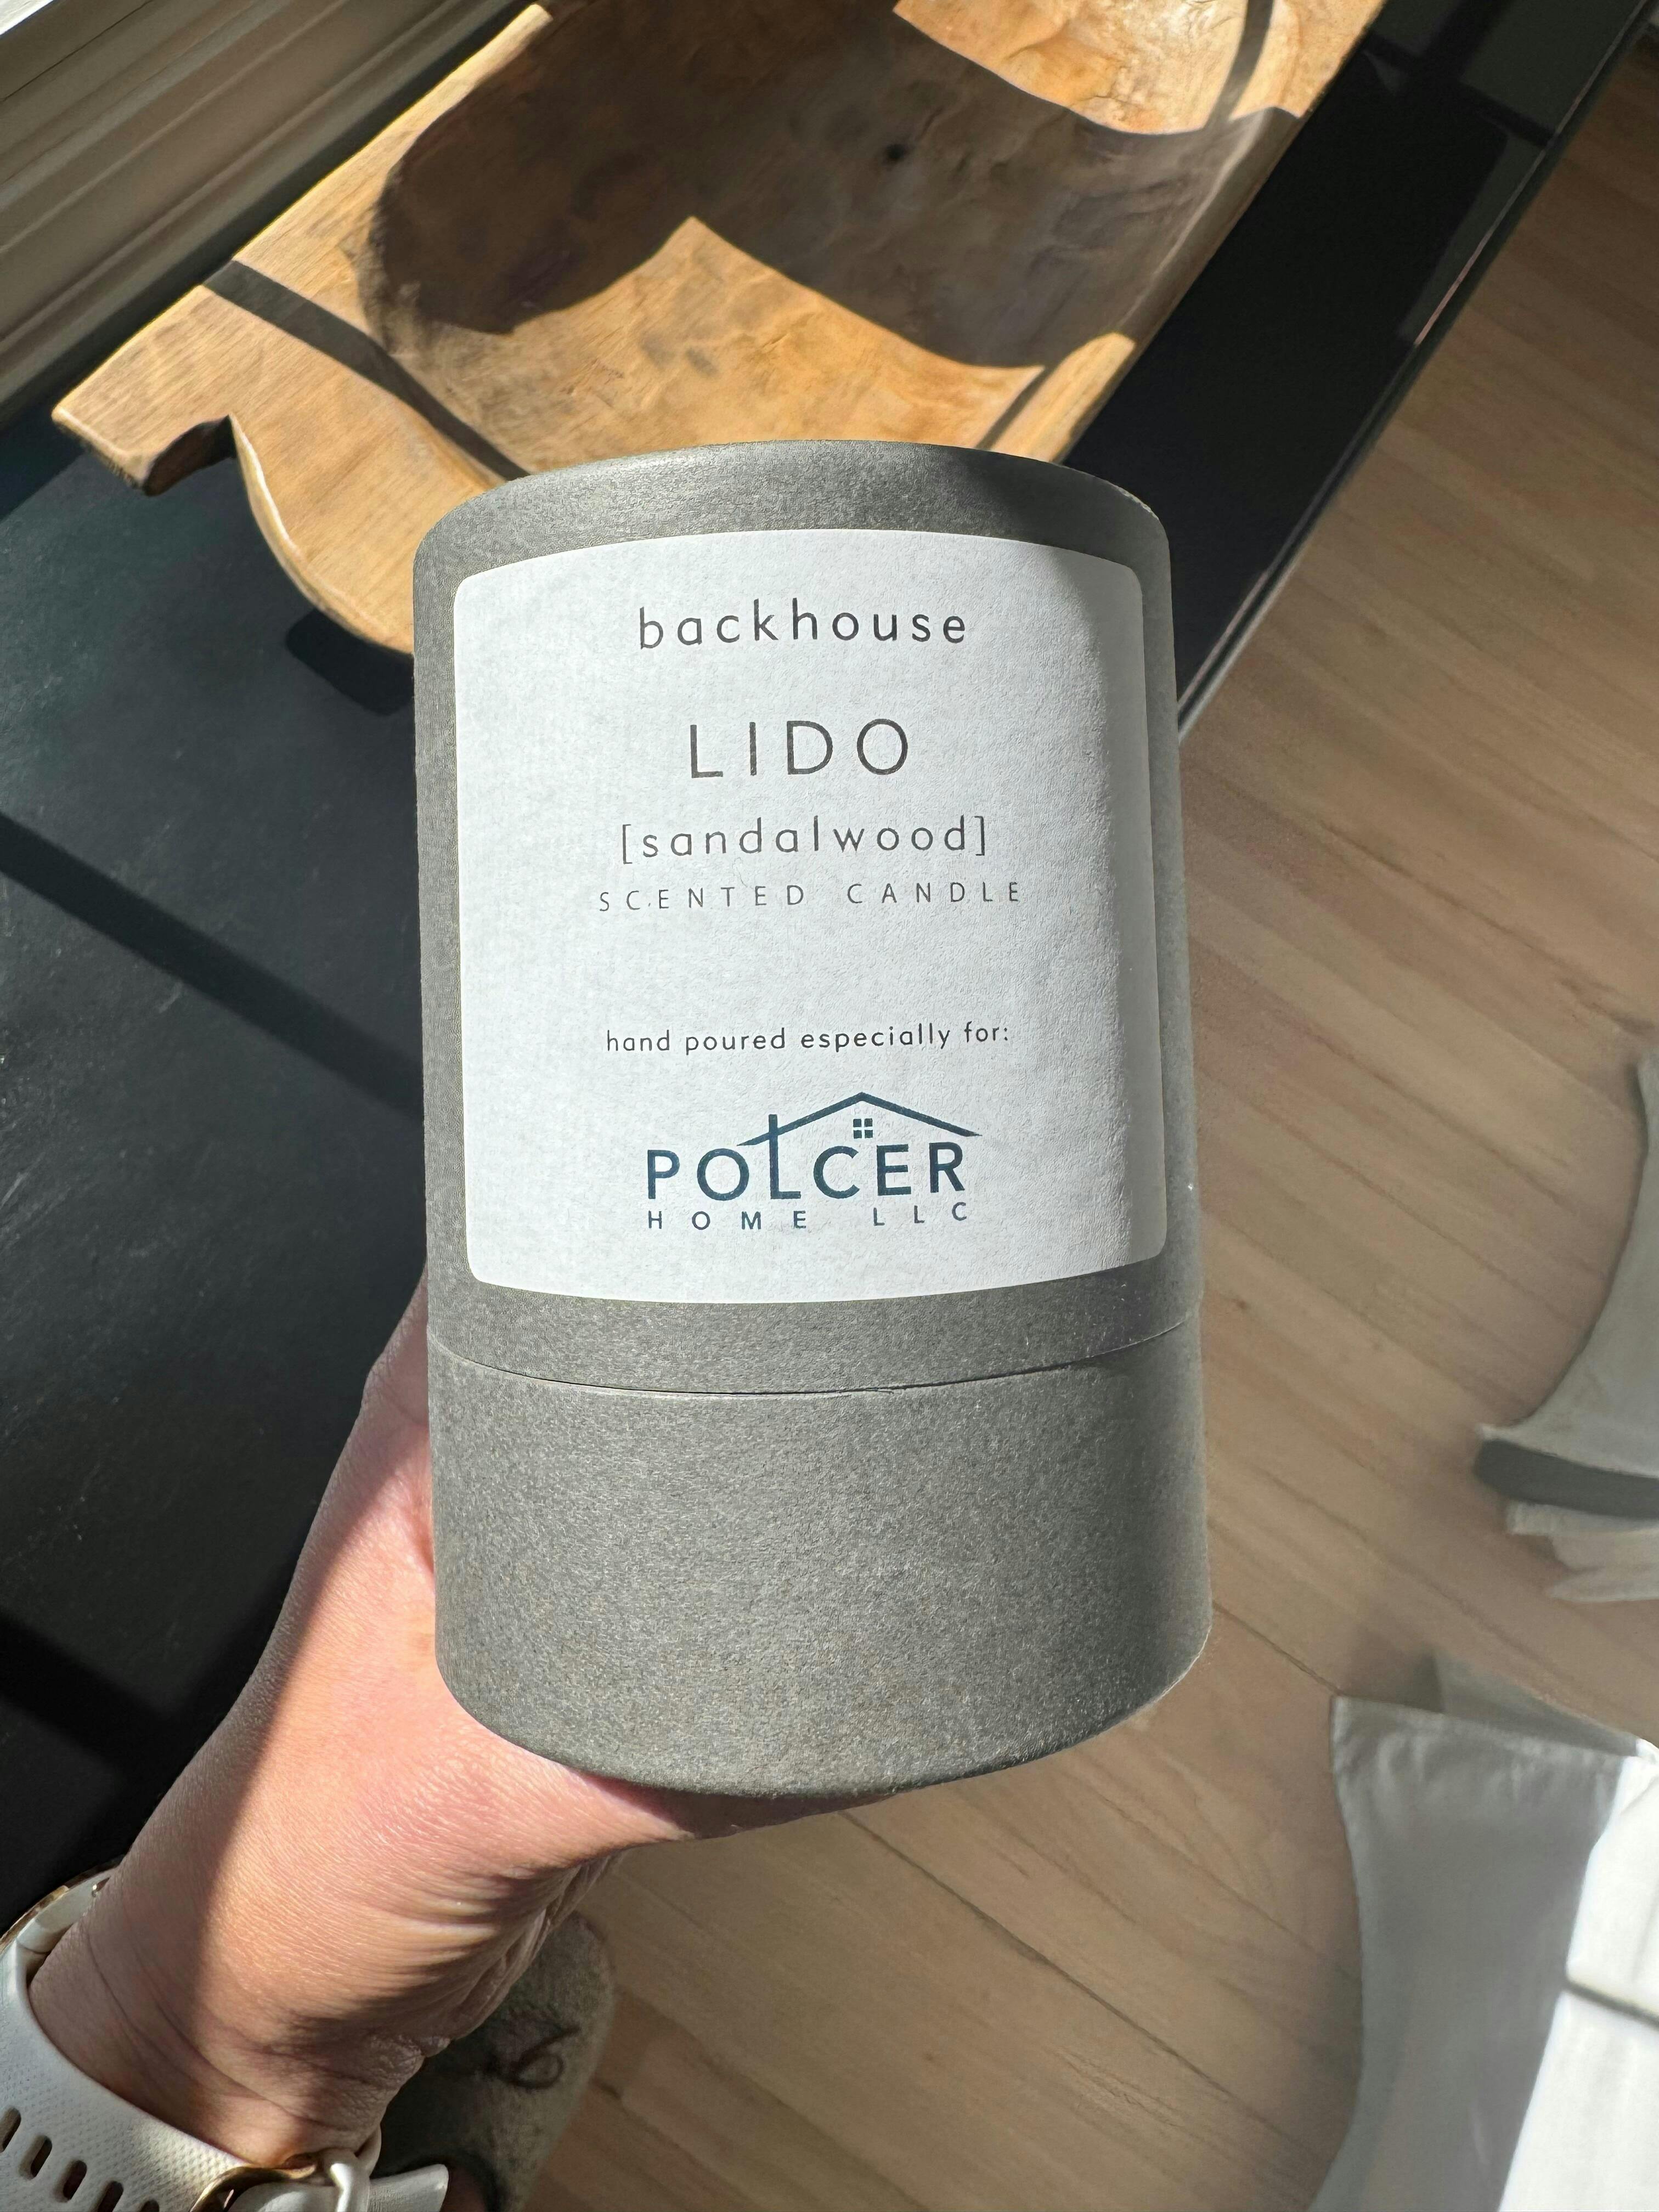 backhouse
LIDO
[sandalwood]
SCENTED CANDLE
hand poured especially for:
POLCER
HOME LLC